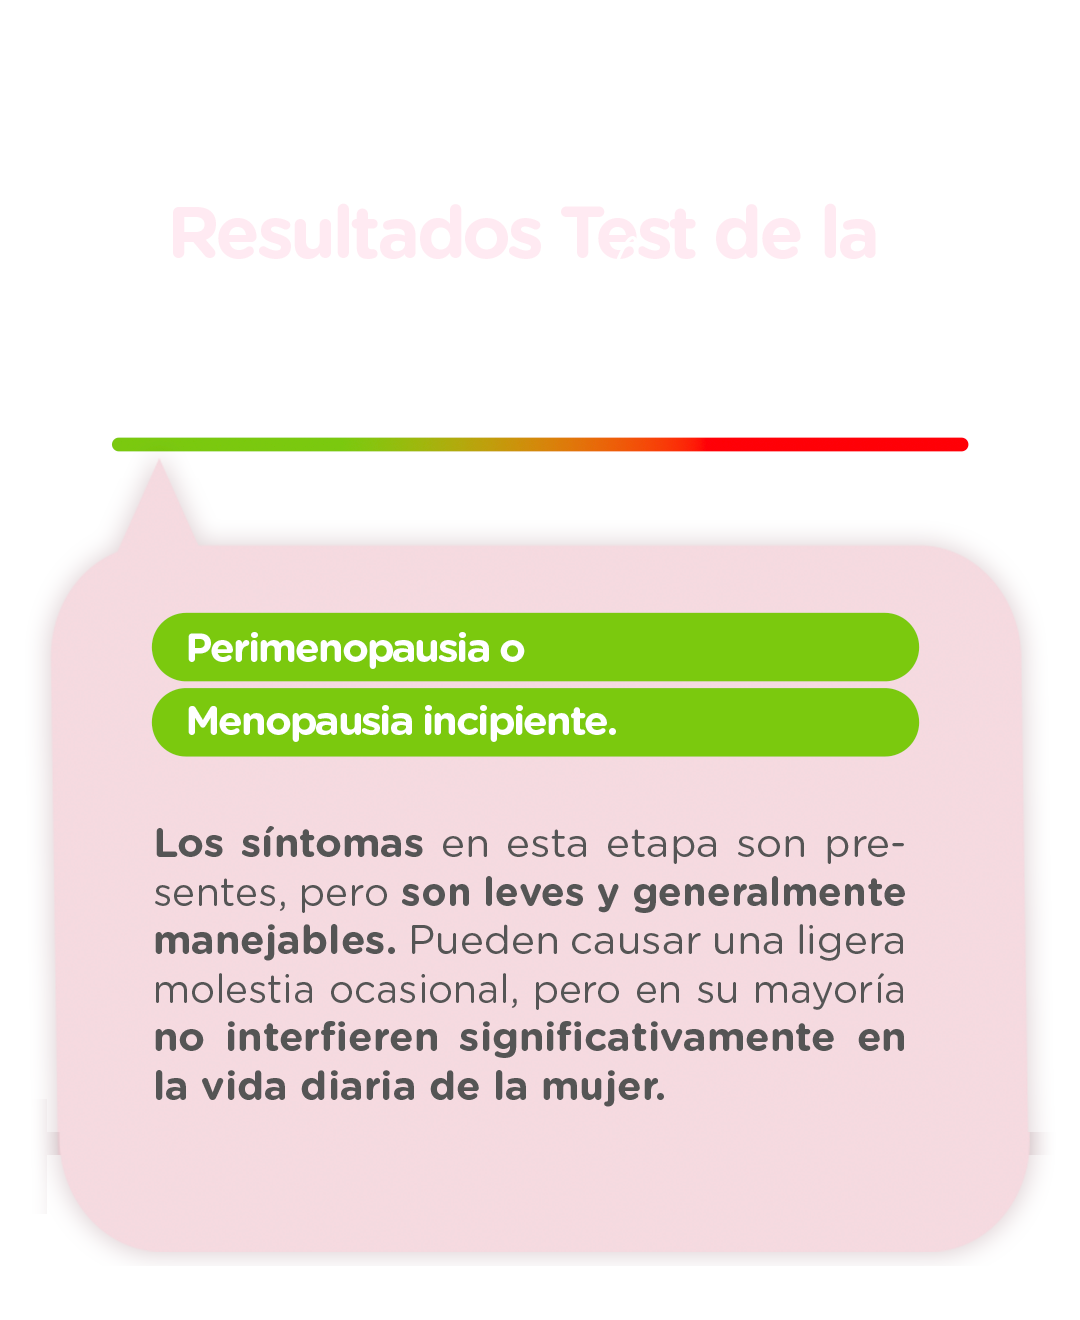 Resultados Test de la
Perimenopausia o
Menopausia incipiente.
Los síntomas en esta etapa son pre-
sentes, pero son leves y generalmente
manejables. Pueden causar una ligera
molestia ocasional, pero en su mayoría
no interfieren significativamente en
la vida diaria de la mujer.